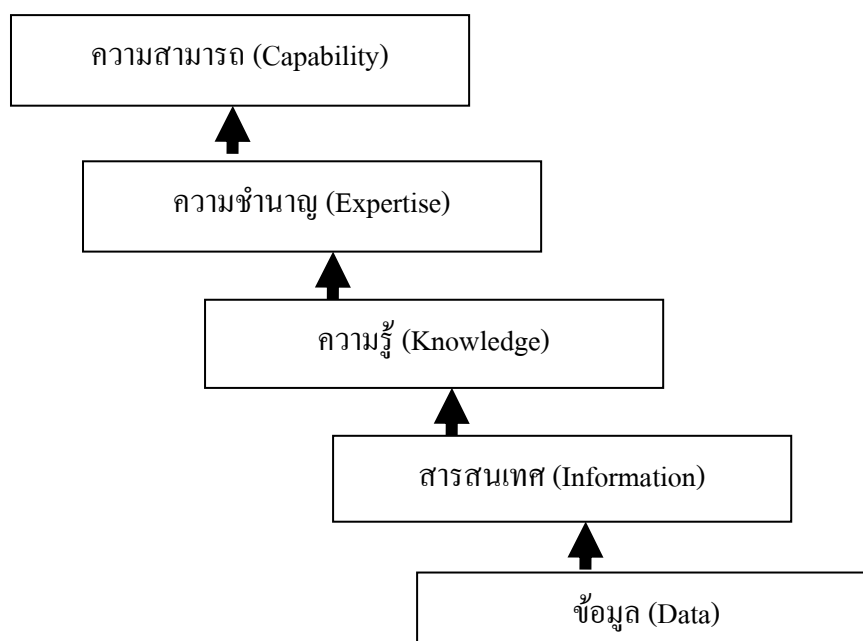 ความสามารถ (Capability)
ความชำนาญ (Expertise)
ความรู้ (Knowledge)
สารสนเทศ (Information)
ข้อมูล (Data)